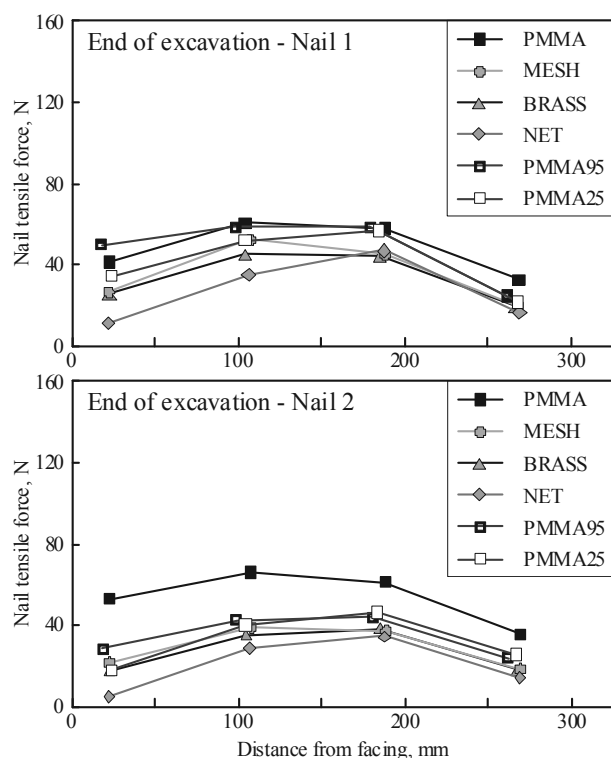 160
End of excavation - Nail 1
PMMA
MESH
120
BRASS
NET
80
PMMA95
PMMA25
40
0
Nail tensile force, N
0 100 200 300
160
End of excavation - Nail 2
PMMA
MESH
120
BRASS
NET
80
PMMA95
PMMA25
40
0
Nail tensile force, N
0 100 200 300
Distance from facing, mm